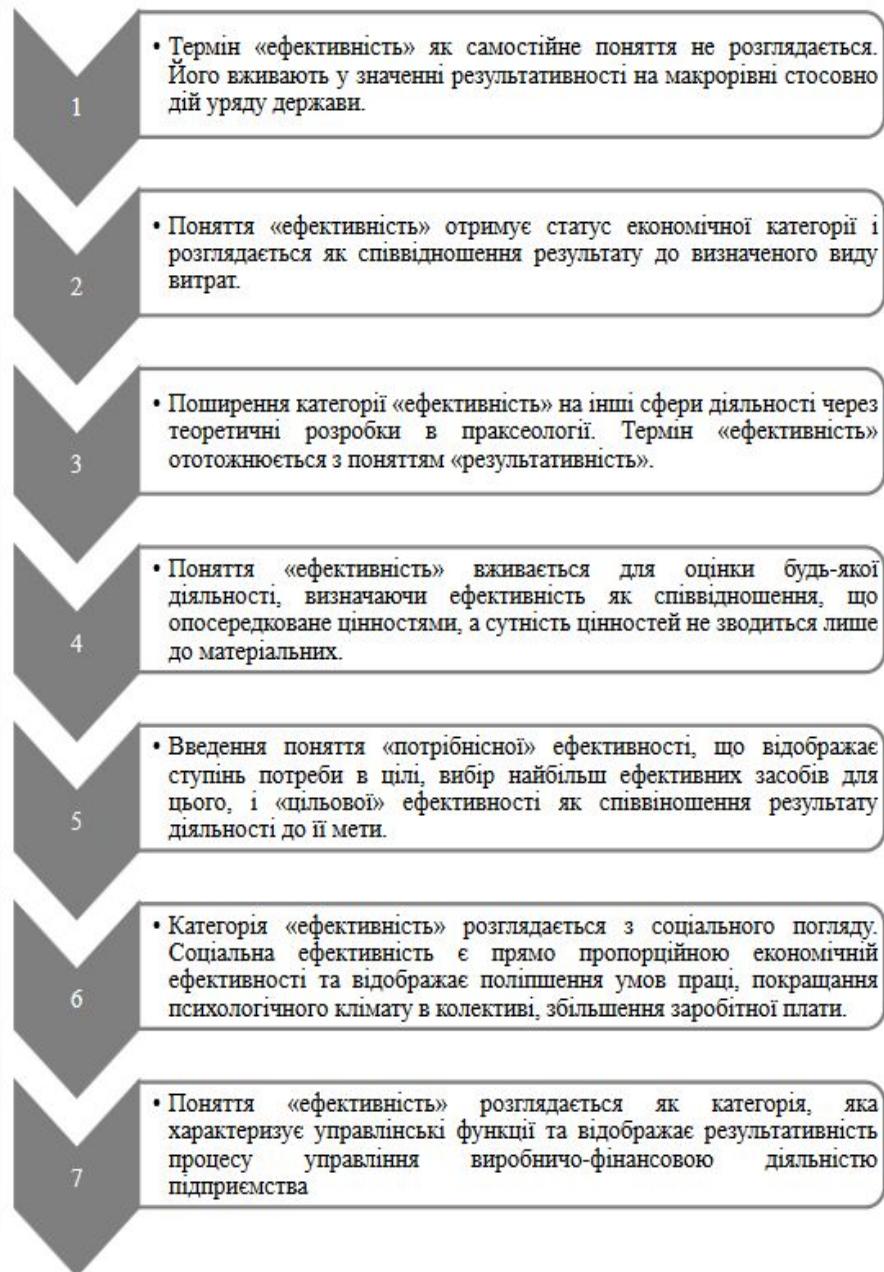 1
• Термін «ефективність» як самостійне поняття не розглядається.
Його вживають у значенні результативності на макрорівні стосовно
дій уряду держави.
2
• Поняття «ефективність» отримує статус економічної категорії і
розглядається як співвідношення результату до визначеного виду
витрат.
3
• Поширення категорії «ефективність» на інші сфери діяльності через
теоретичні розробки в праксеології. Термін «ефективність»
ототожнюється з поняттям «результативність».
4
• Поняття «ефективність» вживається для оцінки будь-якої
діяльності, визначаючи ефективність як співвідношення, що
опосередковане цінностями, а сутність цінностей не зводиться лише
до матеріальних.
5
• Введення поняття «потрібнісної» ефективності, що відображає
ступінь потреби в цілі, вибір найбільш ефективних засобів для
цього, і «цільової» ефективності як співвіношення результату
діяльності до її мети.
6
• Категорія «ефективність» розглядається з соціального погляду.
Соціальна ефективність є прямо пропорційною економічній
ефективності та відображає поліпшення умов праці, покращання
психологічного клімату в колективі, збільшення заробітної плати.
7
• Поняття «ефективність» розглядається як категорія, яка
характеризує управлінські функції та відображає результативність
процесу управління виробничо-фінансовою діяльністю
підприємства